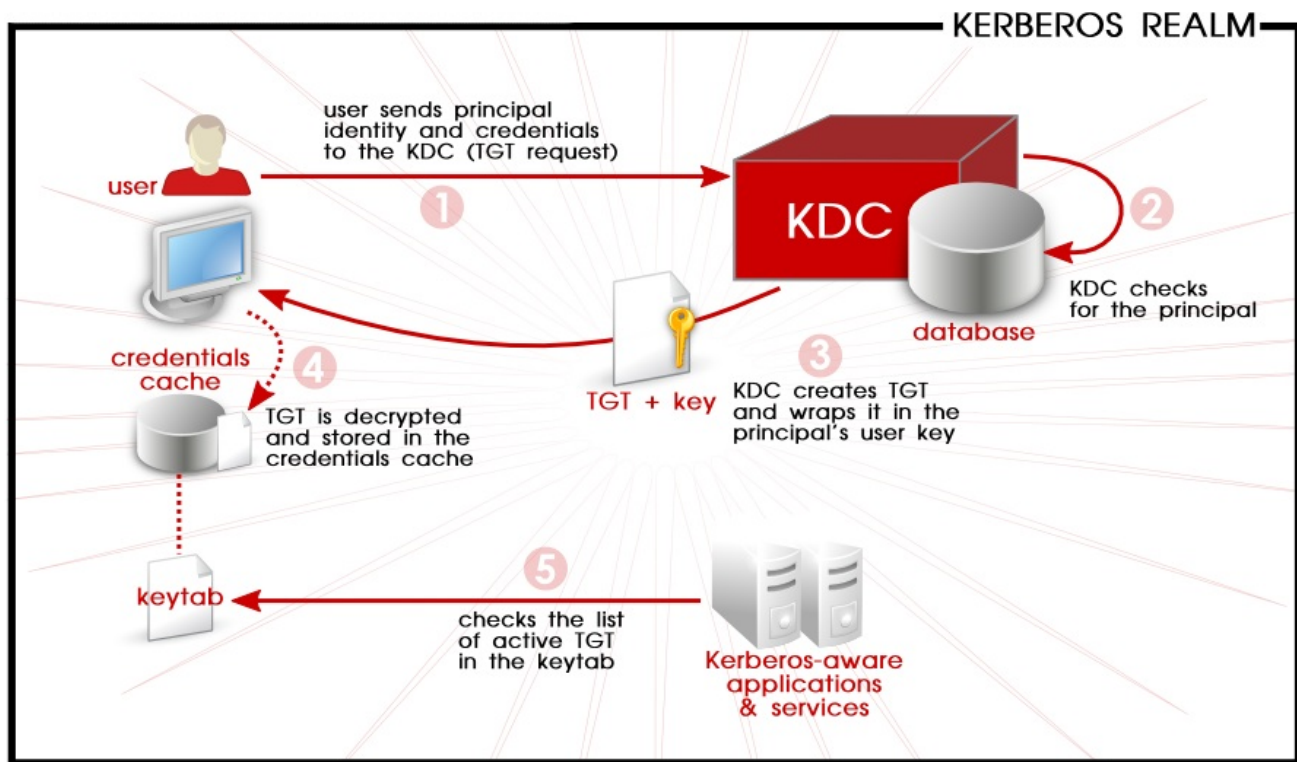 KERBEROS REALM
user sends principal
identity and credentials
to the KDC (TGT request)
user
1
KDC
2
KDC checks
for the principal
database
credentials
cache
4
TGT is decrypted
and stored in the
credentials cache
TGT + key
3
KDC creates TGT
and wraps it in the
principal's user key
keytab
5
checks the list
of active TGT
in the keytab
Kerberos-aware
applications
& services